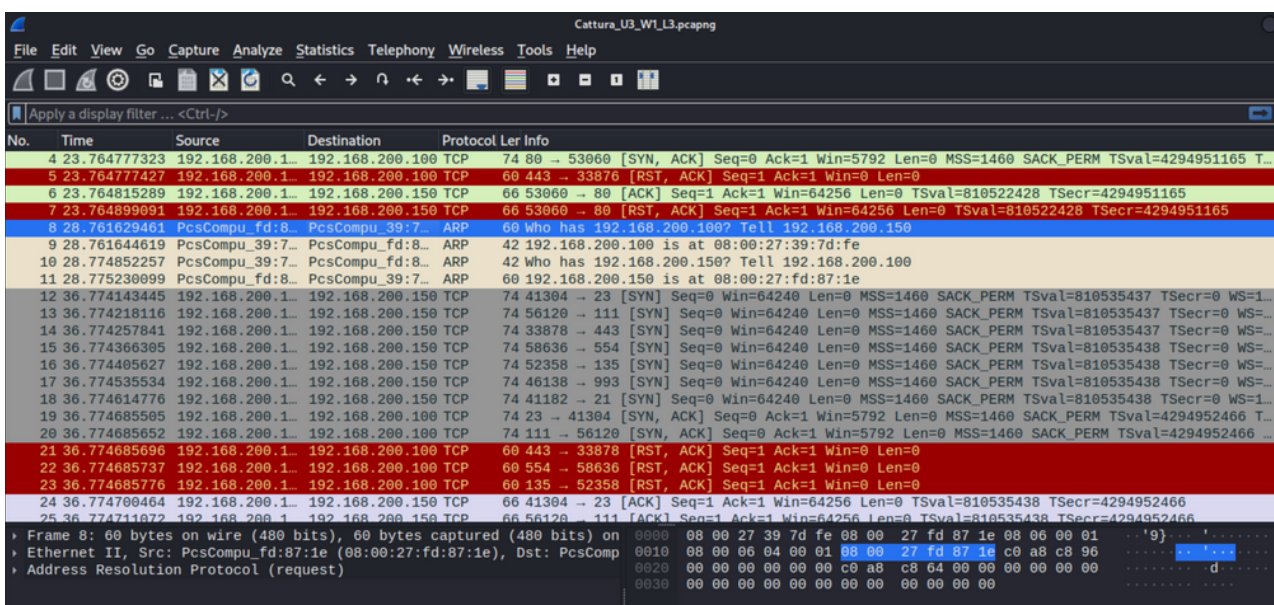 Cattura_U3_W1_L3.pcapng
File Edit View Go Capture Analyze Statistics Telephony Wireless Tools Help
Apply a display filter … <Ctrl-/>
No. Time Source Destination Protocol Ler Info
4 23.764777323 192.168.200.1… 192.168.200.100 TCP 74 80 → 53060 [SYN, ACK] Seq=0 Ack=1 Win=5792 Len=0 MSS=1460 SACK_PERM TSval=4294951165 T…
5 23.764777427 192.168.200.1… 192.168.200.100 TCP 60 443 → 33876 [RST, ACK] Seq=1 Ack=1 Win=0 Len=0
6 23.764815289 192.168.200.1… 192.168.200.150 TCP 66 53060 → 80 [ACK] Seq=1 Ack=1 Win=64256 Len=0 TSval=810522428 TSecr=4294951165
7 23.764899091 192.168.200.1… 192.168.200.150 TCP 66 53060 → 80 [RST, ACK] Seq=1 Ack=1 Win=64256 Len=0 TSval=810522428 TSecr=4294951165
8 28.761629461 PcsCompu_fd:8… PcsCompu_39:7… ARP 60 Who has 192.168.200.100? Tell 192.168.200.150
9 28.761644619 PcsCompu_39:7… PcsCompu_fd:8… ARP 42 192.168.200.100 is at 08:00:27:39:7d:fe
10 28.774852257 PcsCompu_39:7… PcsCompu_fd:8… ARP 42 Who has 192.168.200.150? Tell 192.168.200.100
11 28.775230099 PcsCompu_fd:8… PcsCompu_39:7… ARP 60 192.168.200.150 is at 08:00:27:fd:87:1e
12 36.774143445 192.168.200.1… 192.168.200.150 TCP 74 41304 → 23 [SYN] Seq=0 Win=64240 Len=0 MSS=1460 SACK_PERM TSval=810535437 TSecr=0 WS=1…
13 36.774218116 192.168.200.1… 192.168.200.150 TCP 74 56120 → 111 [SYN] Seq=0 Win=64240 Len=0 MSS=1460 SACK_PERM TSval=810535437 TSecr=0 WS=…
14 36.774257841 192.168.200.1… 192.168.200.150 TCP 74 33878 → 443 [SYN] Seq=0 Win=64240 Len=0 MSS=1460 SACK_PERM TSval=810535437 TSecr=0 WS=…
15 36.774366305 192.168.200.1… 192.168.200.150 TCP 74 58636 → 554 [SYN] Seq=0 Win=64240 Len=0 MSS=1460 SACK_PERM TSval=810535438 TSecr=0 WS=…
16 36.774405627 192.168.200.1… 192.168.200.150 TCP 74 52358 → 135 [SYN] Seq=0 Win=64240 Len=0 MSS=1460 SACK_PERM TSval=810535438 TSecr=0 WS=…
17 36.774535534 192.168.200.1… 192.168.200.150 TCP 74 46138 → 993 [SYN] Seq=0 Win=64240 Len=0 MSS=1460 SACK_PERM TSval=810535438 TSecr=0 WS=…
18 36.774614776 192.168.200.1… 192.168.200.150 TCP 74 41182 → 21 [SYN] Seq=0 Win=64240 Len=0 MSS=1460 SACK_PERM TSval=810535438 TSecr=0 WS=1…
19 36.774685505 192.168.200.1… 192.168.200.100 TCP 74 23 → 41304 [SYN, ACK] Seq=0 Ack=1 Win=5792 Len=0 MSS=1460 SACK_PERM TSval=4294952466 T…
20 36.774685652 192.168.200.1… 192.168.200.100 TCP 74 111 → 56120 [SYN, ACK] Seq=0 Ack=1 Win=5792 Len=0 MSS=1460 SACK_PERM TSval=4294952466 …
21 36.774685696 192.168.200.1… 192.168.200.100 TCP 60 443 → 33878 [RST, ACK] Seq=1 Ack=1 Win=0 Len=0
22 36.774685737 192.168.200.1… 192.168.200.100 TCP 60 554 → 58636 [RST, ACK] Seq=1 Ack=1 Win=0 Len=0
23 36.774685776 192.168.200.1… 192.168.200.100 TCP 60 135 → 52358 [RST, ACK] Seq=1 Ack=1 Win=0 Len=0
24 36.774700464 192.168.200.1… 192.168.200.150 TCP 66 41304 → 23 [ACK] Seq=1 Ack=1 Win=64256 Len=0 TSval=810535438 TSecr=4294952466
25 36.774711072 192.168.200.1… 192.168.200.150 TCP 66 56120 → 111 [ACK] Seq=1 Ack=1 Win=64256 Len=0 TSval=810535438 TSecr=4294952466
Frame 8: 60 bytes on wire (480 bits), 60 bytes captured (480 bits) on
Ethernet II, Src: PcsCompu_fd:87:1e (08:00:27:fd:87:1e), Dst: PcsComp
Address Resolution Protocol (request)
0000 08 00 27 39 7d fe 08 00 27 fd 87 1e 08 06 00 01 ··'9}··· '·······
0010 08 00 06 04 00 01 08 00 27 fd 87 1e c0 a8 c8 96 ········ '·······
0020 00 00 00 00 00 00 c0 a8 c8 64 00 00 00 00 00 00 ········ ·d······
0030 00 00 00 00 00 00 00 00 00 00 00 00 ········ ····